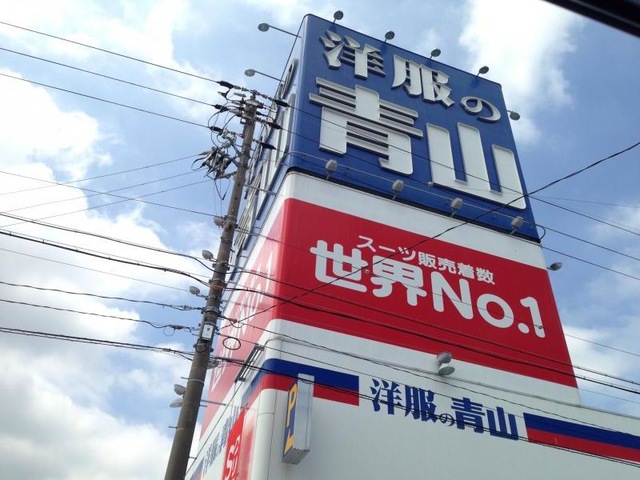 洋服の
青山
スーツ販売着数
世界No.1
洋服の青山
P